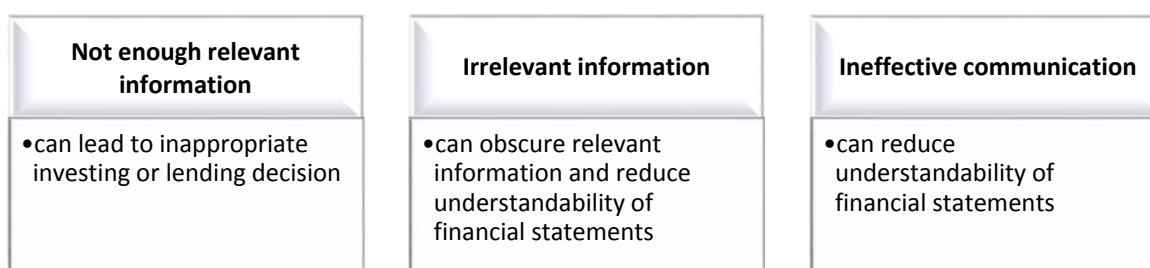 Not enough relevant
information
•can lead to inappropriate
investing or lending decision
Irrelevant information
•can obscure relevant
information and reduce
understandability of
financial statements
Ineffective communication
•can reduce
understandability of
financial statements